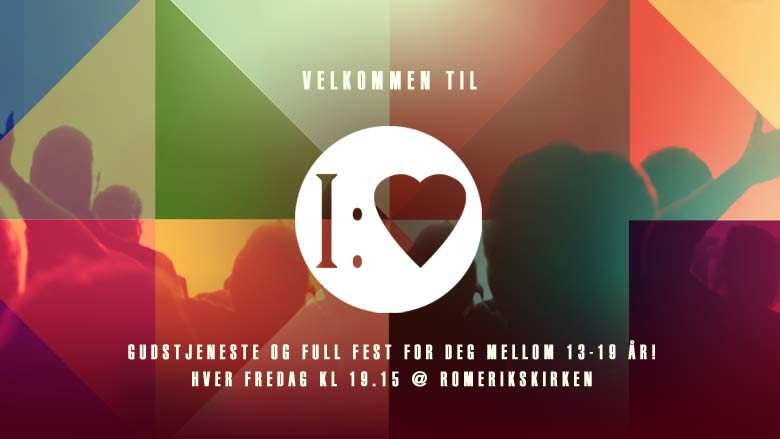 VELKOMMEN TIL
I:
GUDSTJENESTE OG FULL FEST FOR DEG MELLOM 13-19 ÅR!
HVER FREDAG KL 19.15 @ ROMERIKSKIRKEN